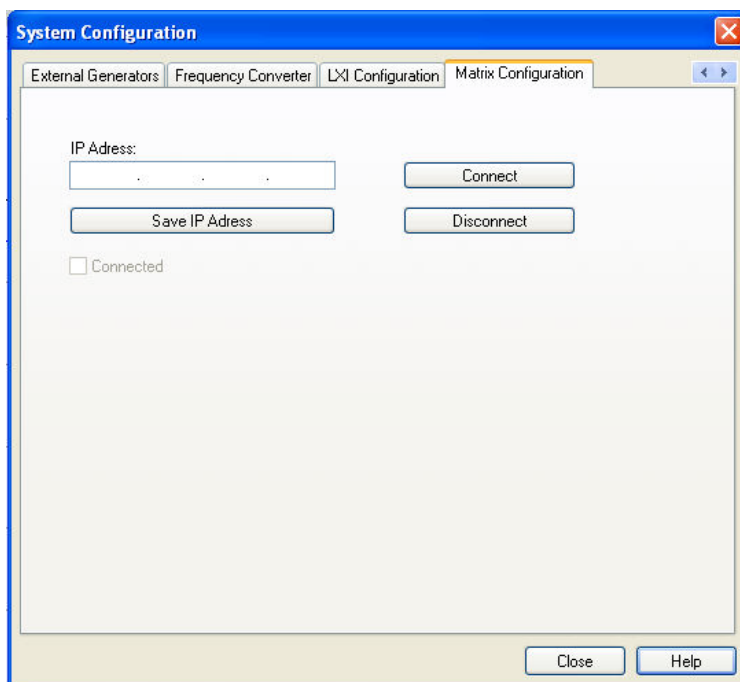 System Configuration
External Generators Frequency Converter LXI Configuration Matrix Configuration
IP Adress:
. . .
Connect
Save IP Adress
Disconnect
Connected
Close Help